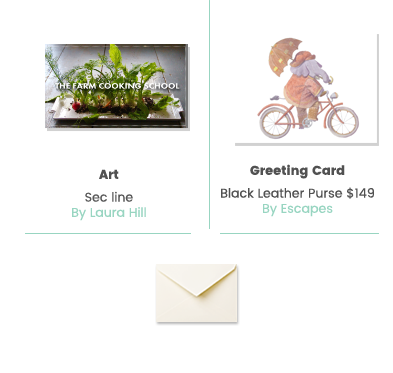 THE FARM COOKING SCHOOL
Art
Sec line
By Laura Hill
Greeting Card
Black Leather Purse $149
By Escapes